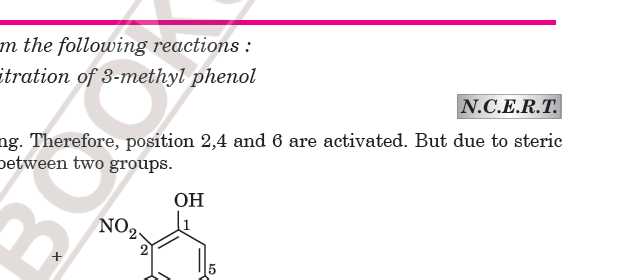 m the following reactions :
itration of 3-methyl phenol
N.C.E.R.T.
ng. Therefore, position 2,4 and 6 are activated. But due to steric
between two groups.
OH
NO2 1
2
+ 5